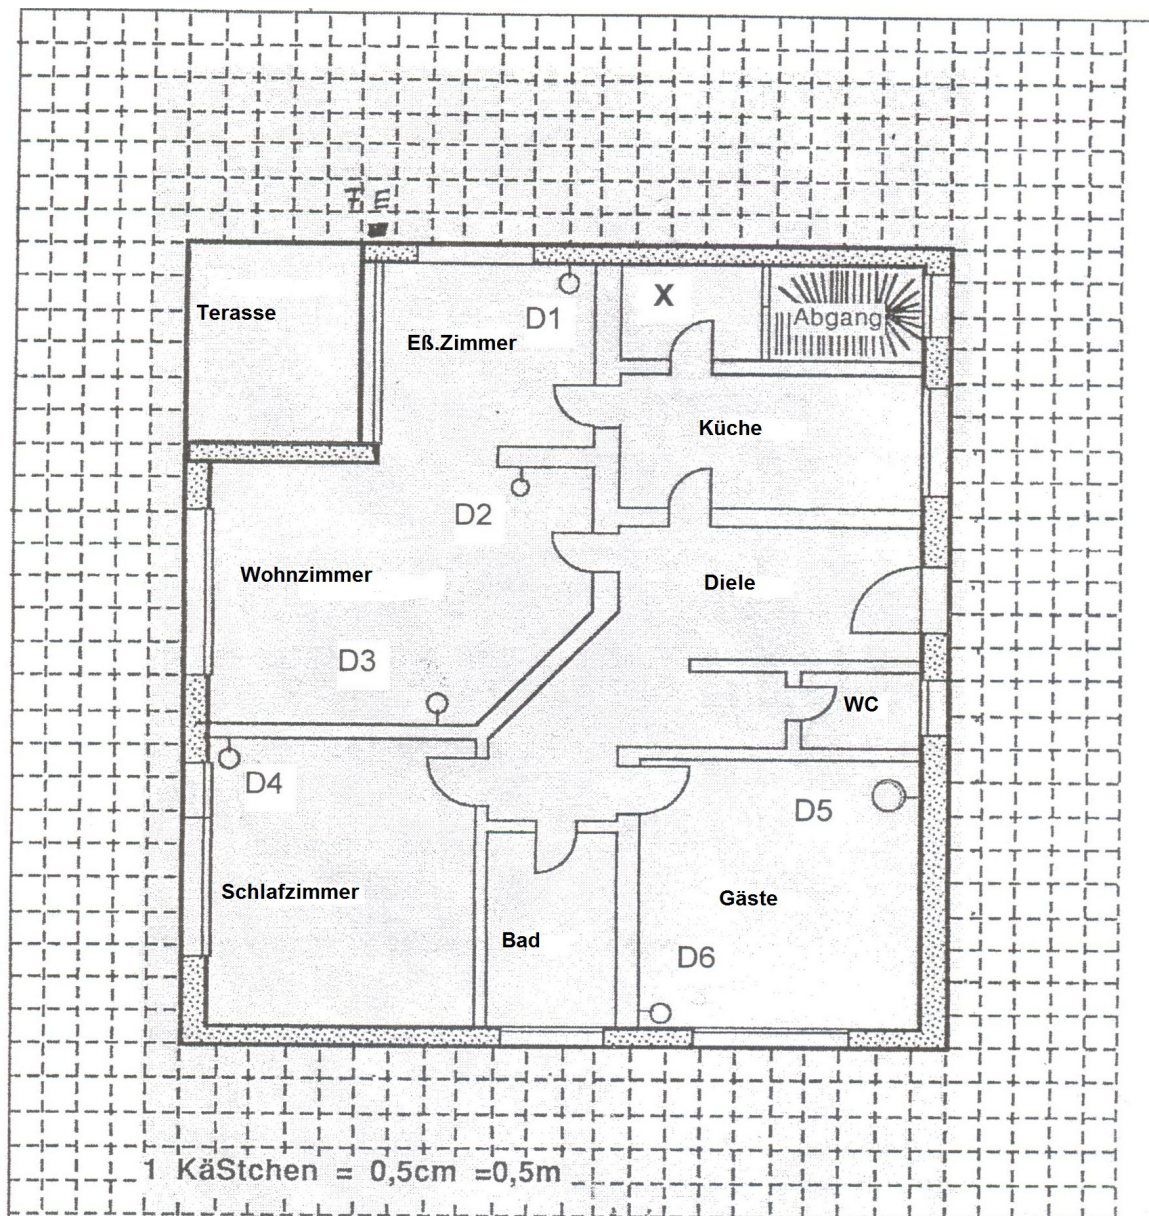 Terasse
Eß.Zimmer
D1
X
Abgang
Küche
D2
Wohnzimmer
Diele
D3
WC
D4
D5
Schlafzimmer
Gäste
Bad
D6
1 KäStchen = 0,5cm =0,5m